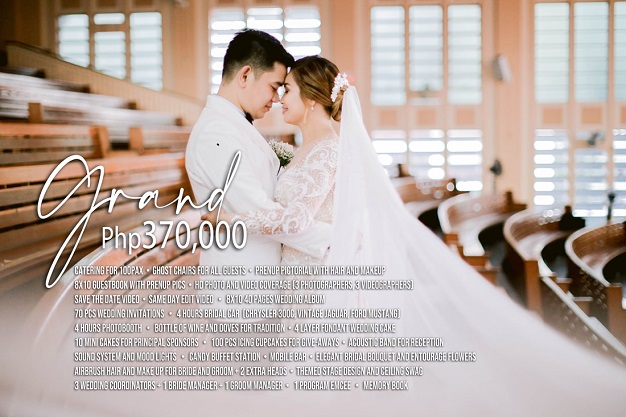 Grand
Php370,000
CATERING FOR 100PAX • GHOST CHAIRS FOR ALL GUESTS • PRENUP PICTORIAL WITH HAIR AND MAKEUP
8X10 GUESTBOOK WITH PRENUP PICS • HD PHOTO AND VIDEO COVERAGE (3 PHOTOGRAPHERS, 3 VIDEOGRAPHERS)
SAVE THE DATE VIDEO • SAME DAY EDIT VIDEO • 8X10 40 PAGES WEDDING ALBUM
70 PCS WEDDING INVITATIONS • 4 HOURS BRIDAL CAR (CHRYSLER 300C, VINTAGE JAGUAR, FORD MUSTANG)
4 HOURS PHOTOBOOTH • BOTTLE OF WINE AND DOVES FOR TRADITION • 4 LAYER FONDANT WEDDING CAKE
10 MINI CAKES FOR PRINCIPAL SPONSORS • 100 PCS ICING CUPCAKES FOR GIVE-AWAYS • ACOUSTIC BAND FOR RECEPTION
SOUND SYSTEM AND MOOD LIGHTS • CANDY BUFFET STATION • MOBILE BAR • ELEGANT BRIDAL BOUQUET AND ENTOURAGE FLOWERS
AIRBRUSH HAIR AND MAKE UP FOR BRIDE AND GROOM + 2 EXTRA HEADS • THEMED STAGE DESIGN AND CEILING SWAG
3 WEDDING COORDINATORS • 1 BRIDE MANAGER • 1 GROOM MANAGER • 1 PROGRAM EMCEE • MEMORY BOOK